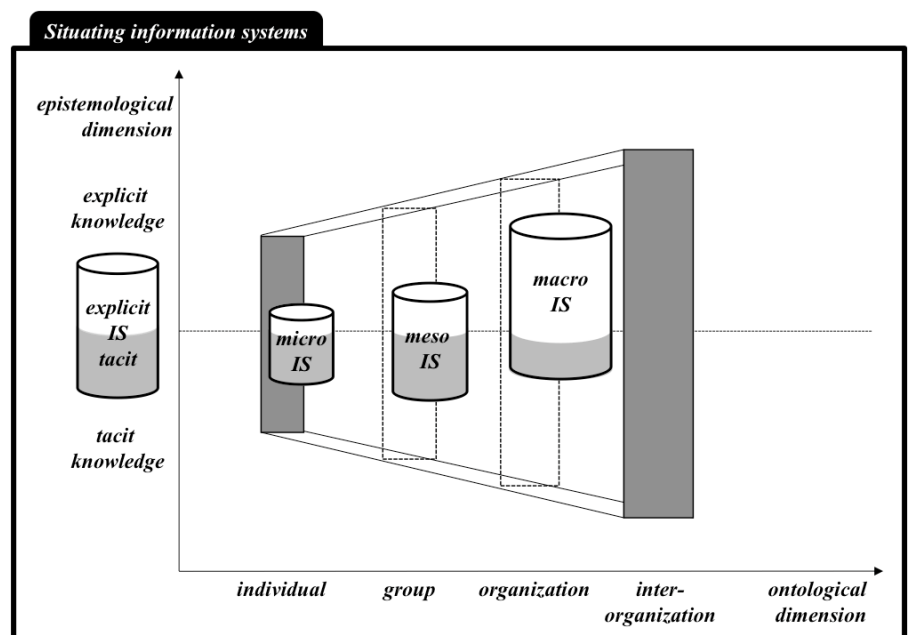 Situating information systems
epistemological
dimension
explicit
knowledge
explicit
IS
tacit
tacit
knowledge
micro
IS
meso
IS
macro
IS
individual
group
organization
inter-
organization
ontological
dimension